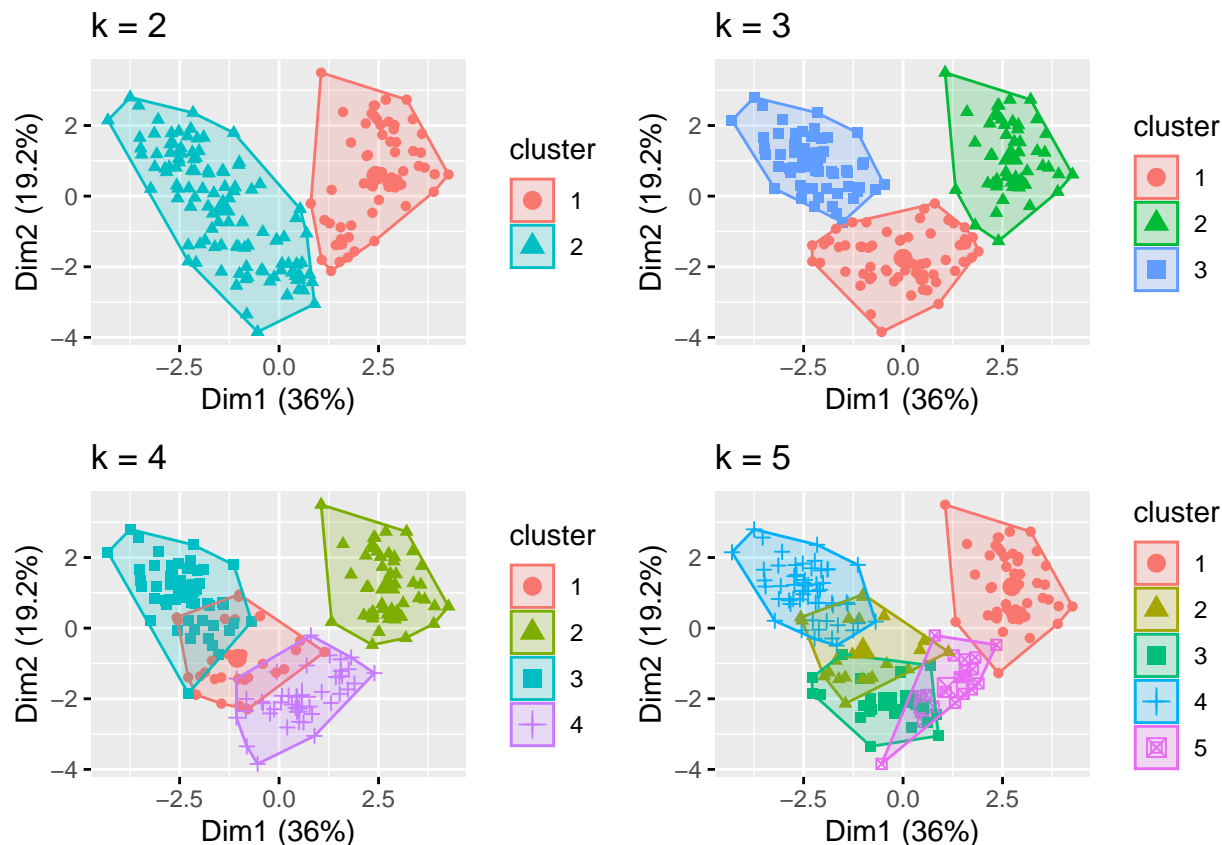 k = 2
2
0
−2
−4
Dim2 (19.2%)
−2.5 0.0 2.5
Dim1 (36%)
cluster
1
2
k = 3
2
0
−2
−4
Dim2 (19.2%)
−2.5 0.0 2.5
Dim1 (36%)
cluster
1
2
3
k = 4
2
0
−2
−4
Dim2 (19.2%)
−2.5 0.0 2.5
Dim1 (36%)
cluster
1
2
3
4
k = 5
2
0
−2
−4
Dim2 (19.2%)
−2.5 0.0 2.5
Dim1 (36%)
cluster
1
2
3
4
5